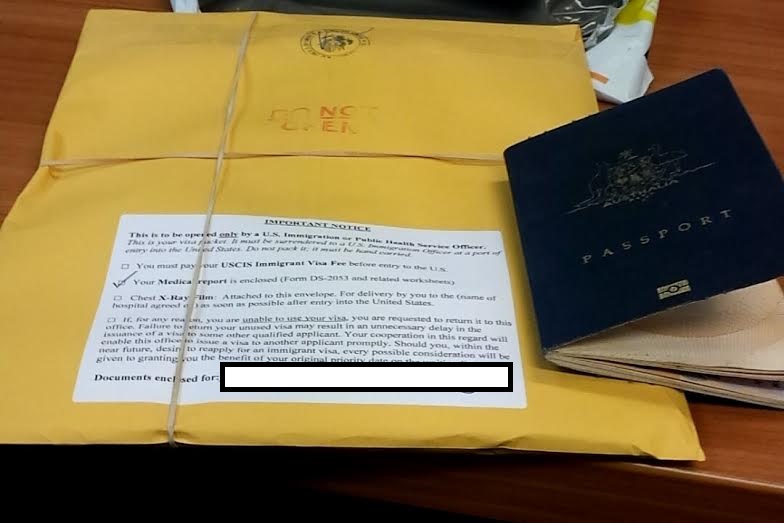 DO NOT
OPEN
IMPORTANT NOTICE
This is to be opened only by a U.S. Immigration or Public Health Service Officer.
This is your visa packet. It must be surrendered to a U.S. Immigration Officer at a port of
entry into the United States. Do not pack it; it must be hand carried.
You must pay your USCIS Immigrant Visa Fee before entry to the U.S.
Your Medical report is enclosed (Form DS-2053 and related worksheets)
Chest X-Ray Film: Attached to this envelope. For delivery by you to the (name of
hospital agreed) as soon as possible after entry into the United States.
If, for any reason, you are unable to use your visa, you are requested to return it to this
office. Failure to return your unused visa may result in an unnecessary delay in the
issuance of a visa to some other qualified applicant. Your cooperation in this regard will
enable this office to issue a visa to another applicant promptly. Should you, within the
near future, desire to reapply for an immigrant visa, every possible consideration will be
given to granting you the benefit of your original priority date on the
Documents enclosed for:
AUSTRALIA
PASSPORT